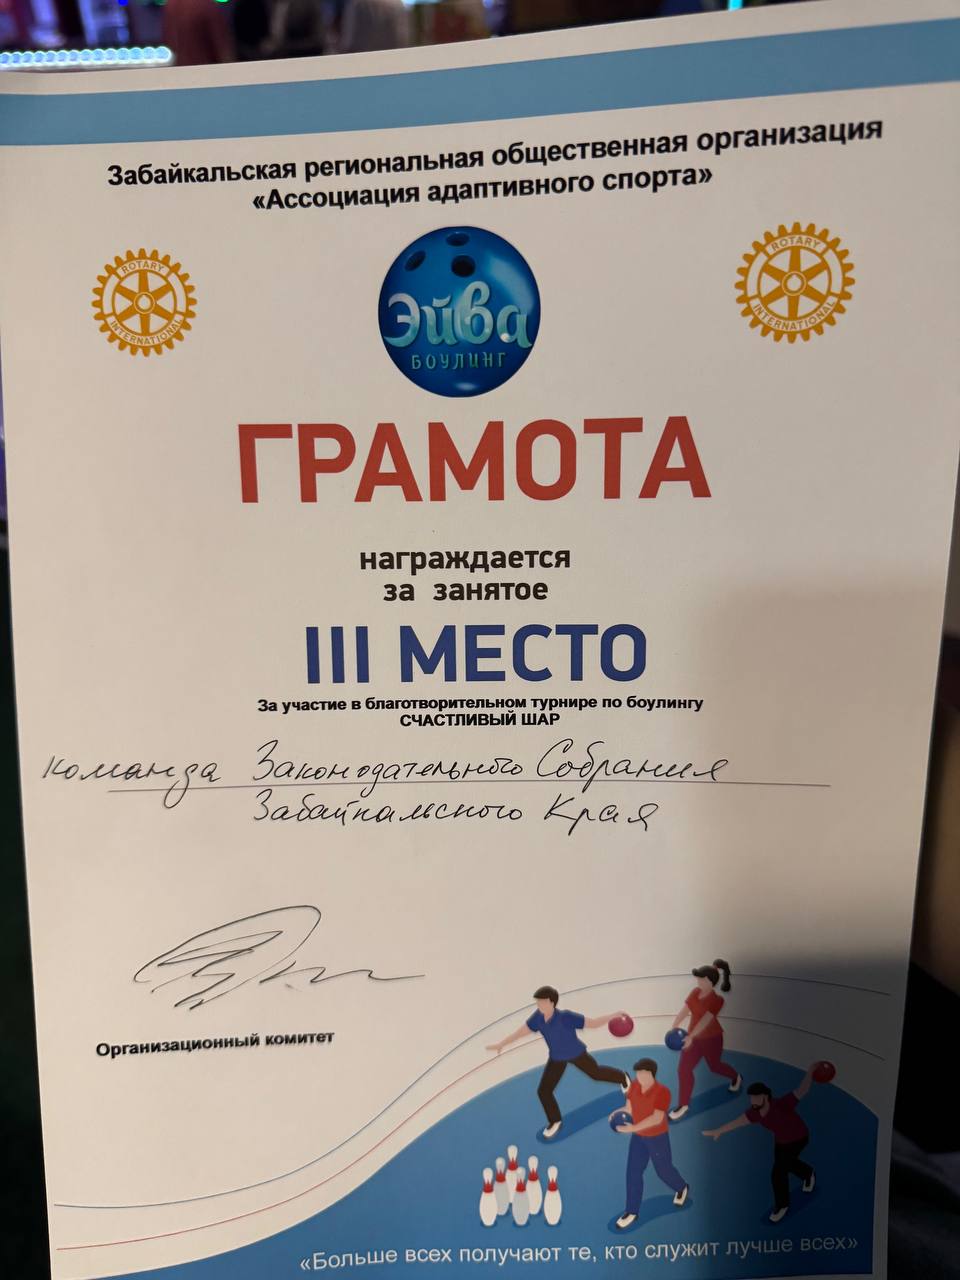 Забайкальская региональная общественная организация
«Ассоциация адаптивного спорта»
ROTARY
INTERNATIONAL
Эйва
БОУЛИНГ
ROTARY
INTERNATIONAL
ГРАМОТА
награждается
за занятое
III МЕСТО
За участие в благотворительном турнире по боулингу
СЧАСТЛИВЫЙ ШАР
команда Законодательного Собрания
Забайкальского Края
Организационный комитет
«Больше всех получают те, кто служит лучше всех»